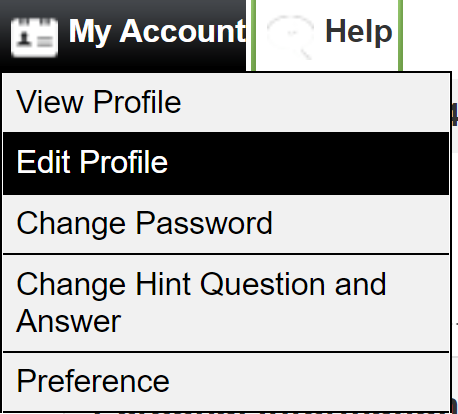 My Account Help
View Profile
Edit Profile
Change Password
Change Hint Question and
Answer
Preference